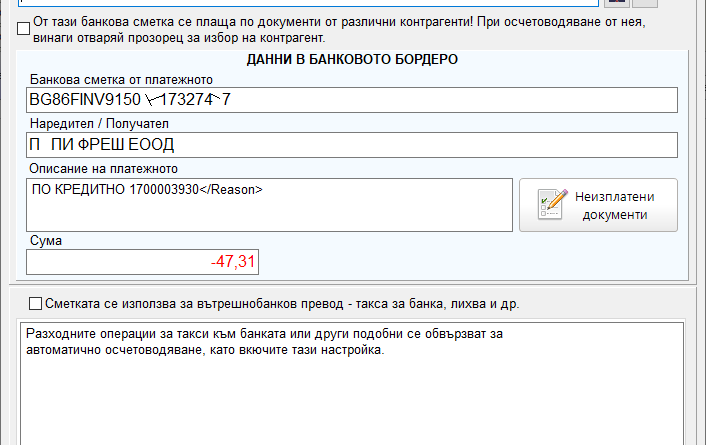 От тази банкова сметка се плаща по документи от различни контрагенти! При осчетоводяване от нея,
винаги отваряй прозорец за избор на контрагент.
ДАННИ В БАНКОВОТО БОРДЕРО
Банкова сметка от платежното
BG86FINV9150 173274 7
Наредител / Получател
П ПИ ФРЕШ ЕООД
Описание на платежното
ПО КРЕДИТНО 1700003930</Reason>
Неизплатени
документи
Сума
-47,31
Сметката се използва за вътрешнобанков превод - такса за банка, лихва и др.
Разходните операции за такси към банката или други подобни се обвързват за
автоматично осчетоводяване, като вкючите тази настройка.